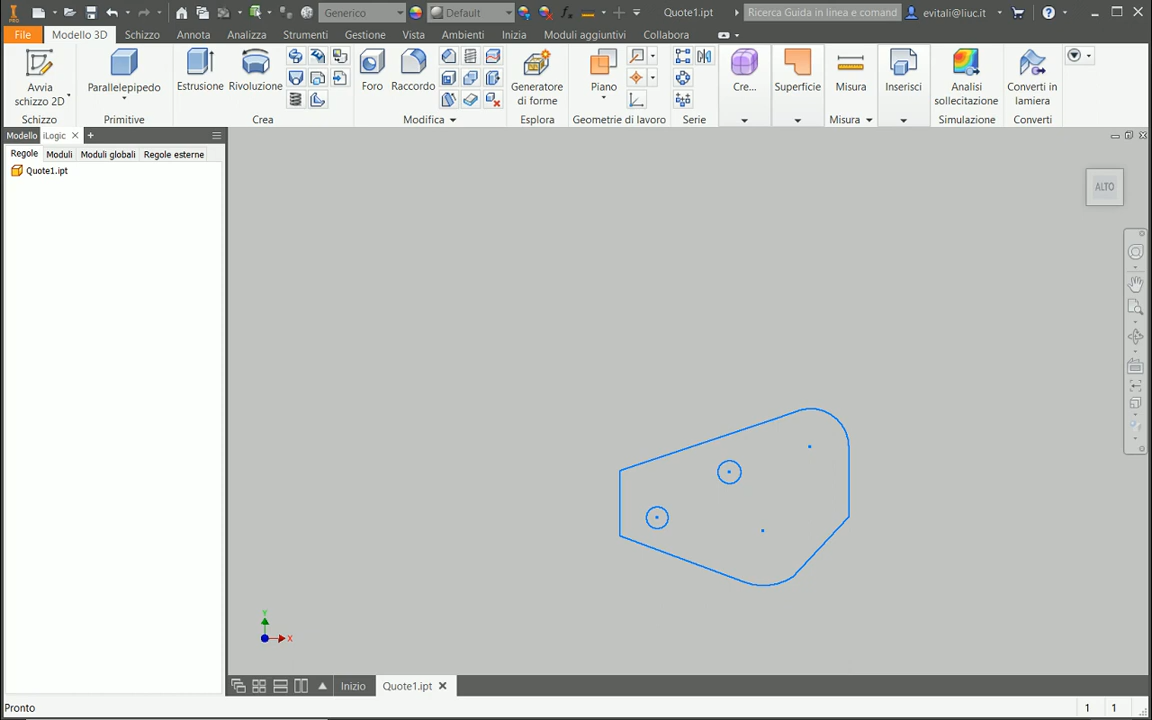 PRO Generico Default fx Quote1.ipt Ricerca Guida in linea e comand evitali@liuc.it ?
File Modello 3D Schizzo Annota Analizza Strumenti Gestione Vista Ambienti Inizia Moduli aggiuntivi Collabora
Avvia schizzo 2D Parallelepipedo Estrusione Rivoluzione Foro Raccordo Generatore di forme Piano Cre... Superficie Misura Inserisci Analisi sollecitazione Converti in lamiera
Schizzo Primitive Crea Modifica Esplora Geometrie di lavoro Serie Misura Simulazione Converti
Modello iLogic × +
Regole Moduli Moduli globali Regole esterne
Quote1.ipt
ALTO
Y
X
Inizio Quote1.ipt
Pronto 1 1